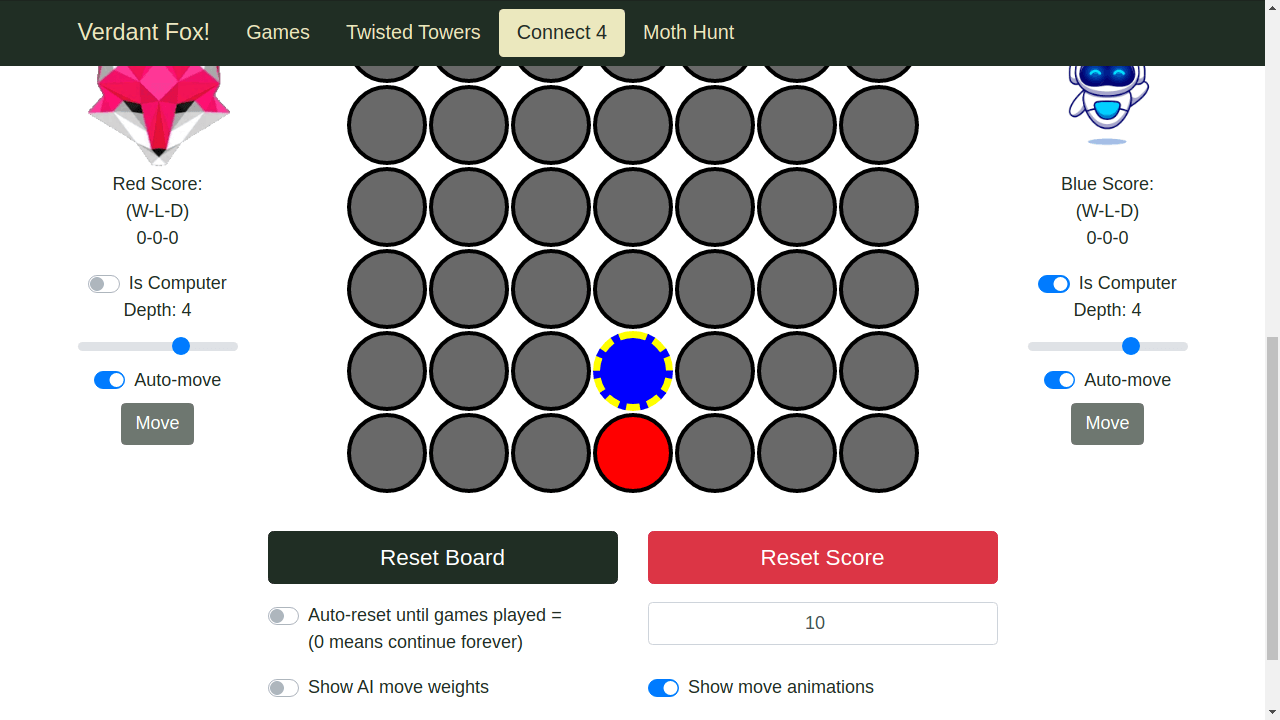 Verdant Fox!
Games
Twisted Towers
Connect 4
Moth Hunt
Red Score:
(W-L-D)
0-0-0
Is Computer
Depth: 4
Auto-move
Move
Blue Score:
(W-L-D)
0-0-0
Is Computer
Depth: 4
Auto-move
Move
Reset Board
Reset Score
Auto-reset until games played =
(0 means continue forever)
10
Show AI move weights
Show move animations